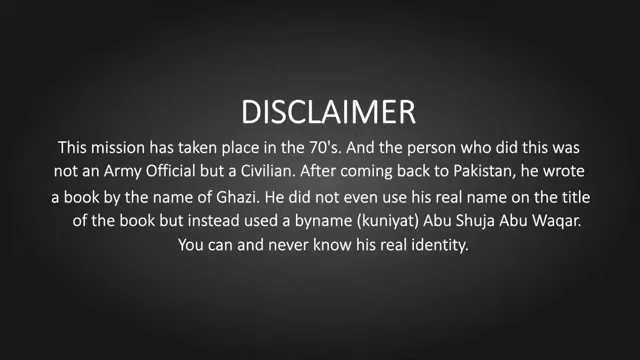 DISCLAIMER
This mission has taken place in the 70's. And the person who did this was
not an Army Official but a Civilian. After coming back to Pakistan, he wrote
a book by the name of Ghazi. He did not even use his real name on the title
of the book but instead used a byname (kuniyat) Abu Shuja Abu Waqar.
You can and never know his real identity.